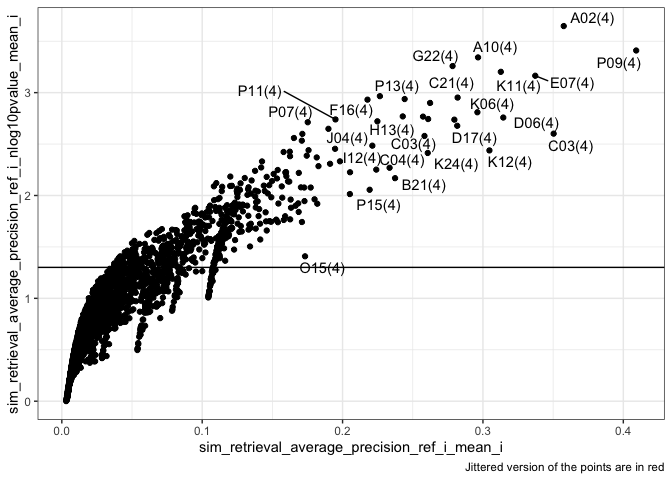 A02(4)
A10(4)
G22(4)
P09(4)
K11(4)
E07(4)
P11(4)
P13(4)
C21(4)
F16(4)
K06(4)
P07(4)
D06(4)
H13(4)
J04(4)
D17(4)
C03(4)
C03(4)
I12(4)
C04(4)
K24(4)
K12(4)
B21(4)
P15(4)
O15(4)
3
2
1
0
sim_retrieval_average_precision_ref_i_nlog10pvalue_mean_i
0.0
0.1
0.2
0.3
0.4
sim_retrieval_average_precision_ref_i_mean_i
Jittered version of the points are in red